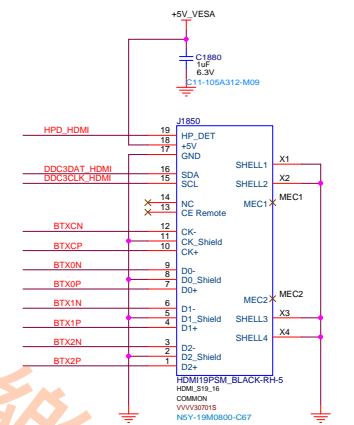 +5V_VESA
C1880
1uF
6.3V
C11-105A312-M09
J1850
HPD_HDMI 19 HP_DET
18 +5V
17 GND
SHELL1 X1
DDC3DAT_HDMI 16 SDA
DDC3CLK_HDMI 15 SCL
SHELL2 X2
14 NC
MEC1 MEC1
13 CE Remote
BTXCN 12 CK-
11 CK_Shield
BTXCP 10 CK+
BTX0N 9 D0-
8 D0_Shield
BTX0P 7 D0+
MEC2 MEC2
BTX1N 6 D1-
5 D1_Shield
SHELL3 X3
BTX1P 4 D1+
SHELL4 X4
BTX2N 3 D2-
2 D2_Shield
BTX2P 1 D2+
HDMI19PSM_BLACK-RH-5
HDMI_S19_16
COMMON
VVVV30701S
N5Y-19M0800-C67